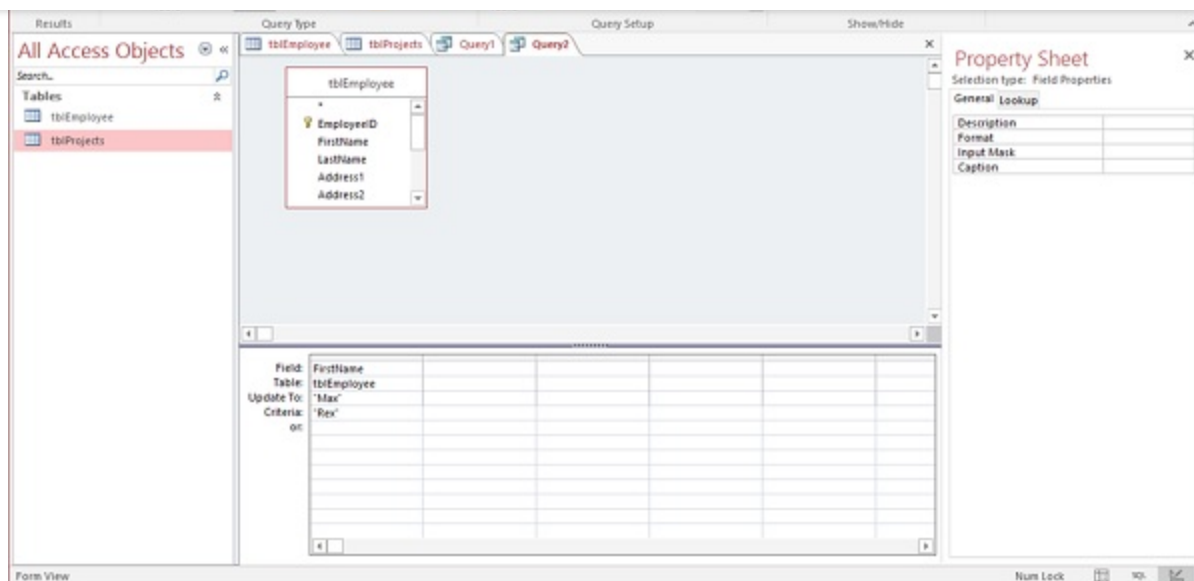 Results Query Type Query Setup Show/Hide
All Access Objects
Search...
Tables
tblEmployee
tblProjects
tblEmployee tblProjects Query1 Query2
tblEmployee
*
EmployeeID
FirstName
LastName
Address1
Address2
Field: FirstName
Table: tblEmployee
Update To: "Max"
Criteria: "Rex"
or:
Property Sheet
Selection type: Field Properties
General Lookup
Description
Format
Input Mask
Caption
Form View Num Lock SQL